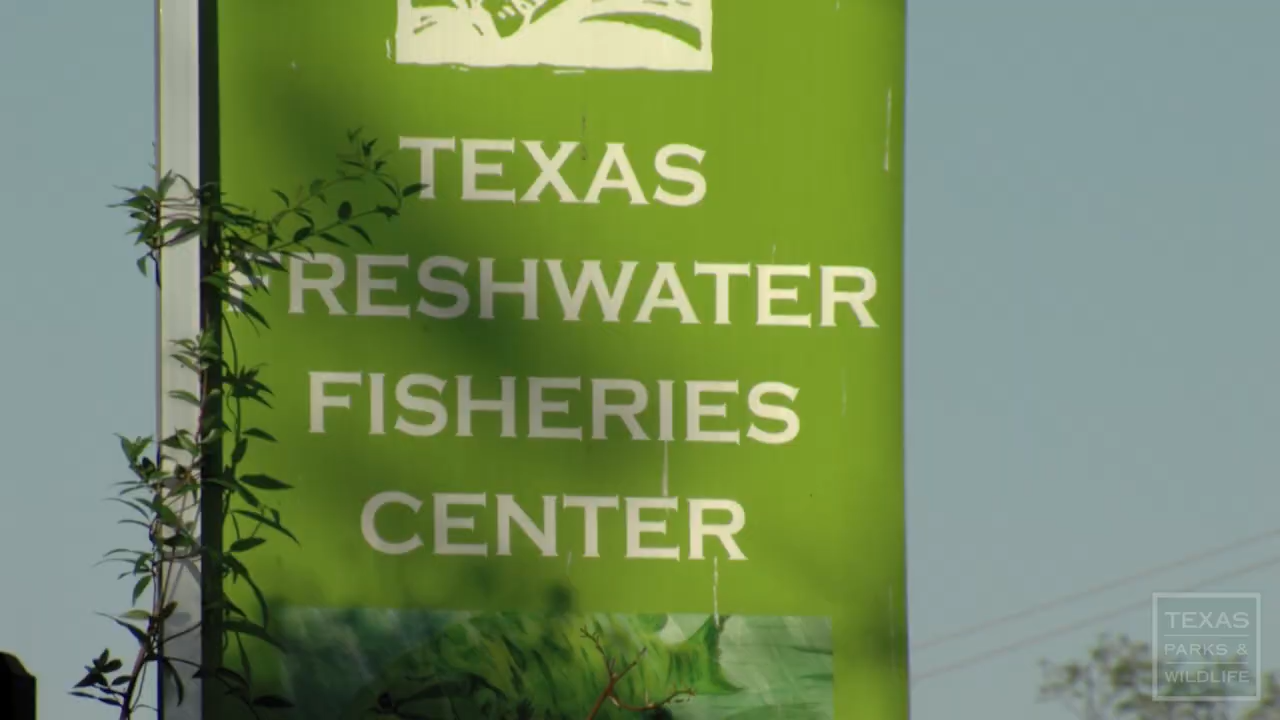 TEXAS
FRESHWATER
FISHERIES
CENTER
TEXAS
PARKS &
WILDLIFE